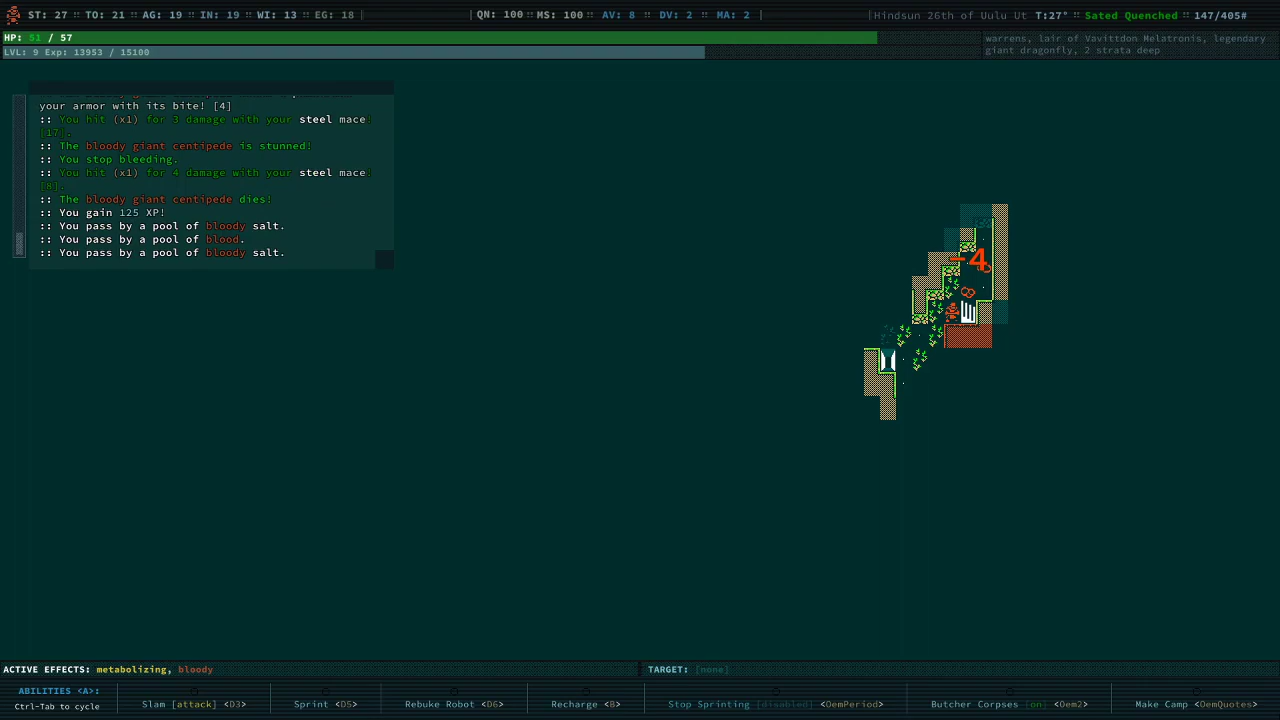 ST: 27 :: TO: 21 :: AG: 19 :: IN: 19 :: WI: 13 :: EG: 18 QN: 100 :: MS: 100 :: AV: 8 :: DV: 2 :: MA: 2 Hindsun 26th of Uulu Ut T:27° :: Sated Quenched :: 147/405#
HP: 51 / 57
LVL: 9 Exp: 13953 / 15100
warrens, lair of Vavittdon Melatronis, legendary
giant dragonfly, 2 strata deep
your armor with its bite! [4]
:: You hit (x1) for 3 damage with your steel mace!
[17].
:: The bloody giant centipede is stunned!
:: You stop bleeding.
:: You hit (x1) for 4 damage with your steel mace!
[8].
:: The bloody giant centipede dies!
:: You gain 125 XP!
:: You pass by a pool of bloody salt.
:: You pass by a pool of blood.
:: You pass by a pool of bloody salt.
-4
ACTIVE EFFECTS: metabolizing, bloody
TARGET: [none]
ABILITIES <A>:
Ctrl-Tab to cycle
Slam [attack] <D3> Sprint <D5> Rebuke Robot <D6> Recharge <B> Stop Sprinting [disabled] <OemPeriod> Butcher Corpses [on] <Oem2> Make Camp <OemQuotes>